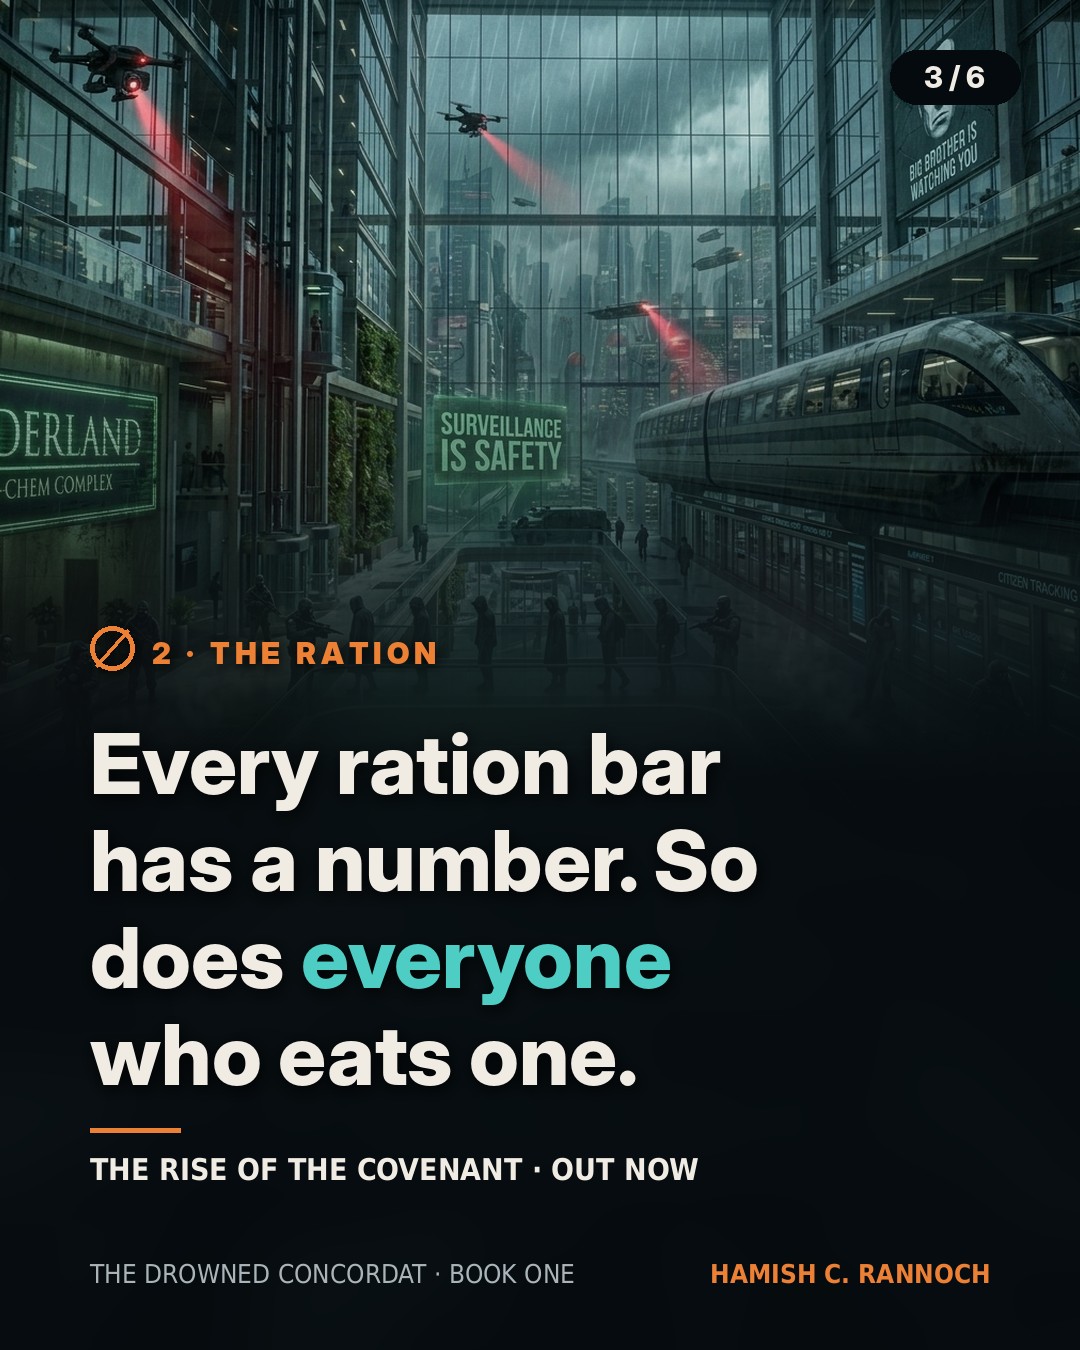 3/6
BIG BROTHER IS
WATCHING YOU
DERLAND
-CHEM COMPLEX
SURVEILLANCE
IS SAFETY
CITIZEN TRACKING
2 · THE RATION
Every ration bar
has a number. So
does everyone
who eats one.
THE RISE OF THE COVENANT · OUT NOW
THE DROWNED CONCORDAT · BOOK ONE
HAMISH C. RANNOCH